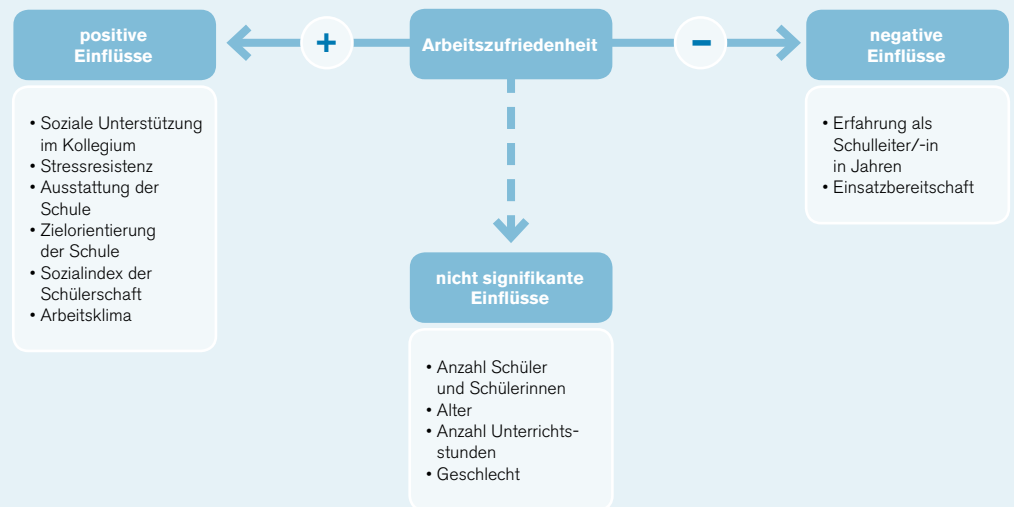 positive
Einflüsse
+
Arbeitszufriedenheit
−
negative
Einflüsse
• Soziale Unterstützung
im Kollegium
• Stressresistenz
• Ausstattung der
Schule
• Zielorientierung
der Schule
• Sozialindex der
Schülerschaft
• Arbeitsklima
• Erfahrung als
Schulleiter/-in
in Jahren
• Einsatzbereitschaft
nicht signifikante
Einflüsse
• Anzahl Schüler
und Schülerinnen
• Alter
• Anzahl Unterrichts-
stunden
• Geschlecht